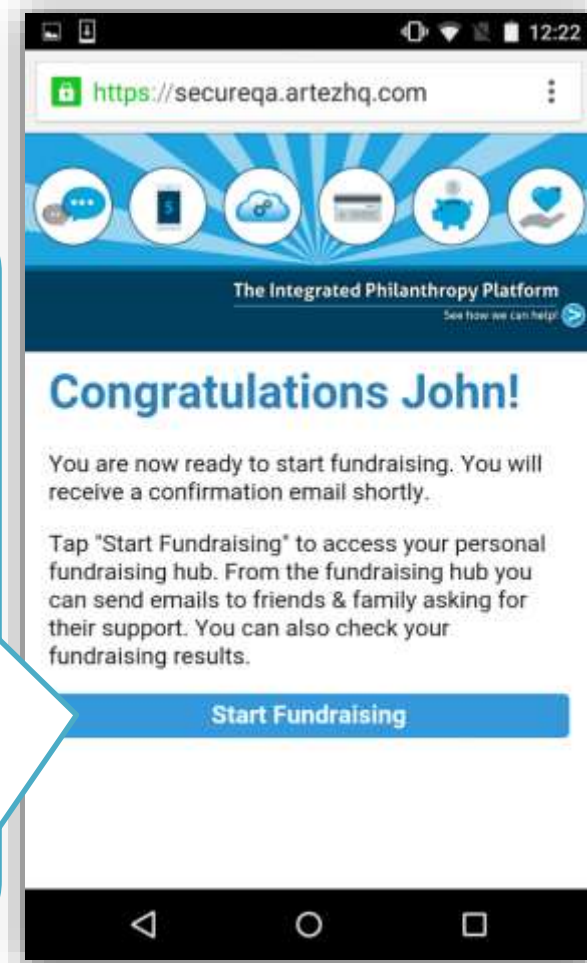 12:22
https://secureqa.artezhq.com
5
The Integrated Philanthropy Platform
See how we can help!
Congratulations John!
You are now ready to start fundraising. You will
receive a confirmation email shortly.
Tap "Start Fundraising" to access your personal
fundraising hub. From the fundraising hub you
can send emails to friends & family asking for
their support. You can also check your
fundraising results.
Start Fundraising